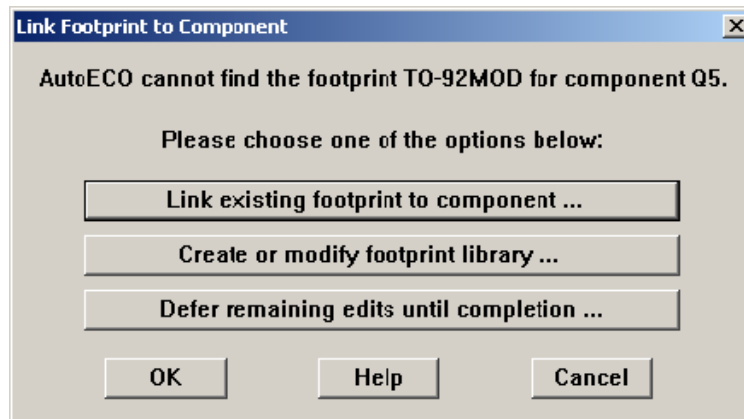 Link Footprint to Component
AutoECO cannot find the footprint TO-92MOD for component Q5.
Please choose one of the options below:
Link existing footprint to component ...
Create or modify footprint library ...
Defer remaining edits until completion ...
OK Help Cancel